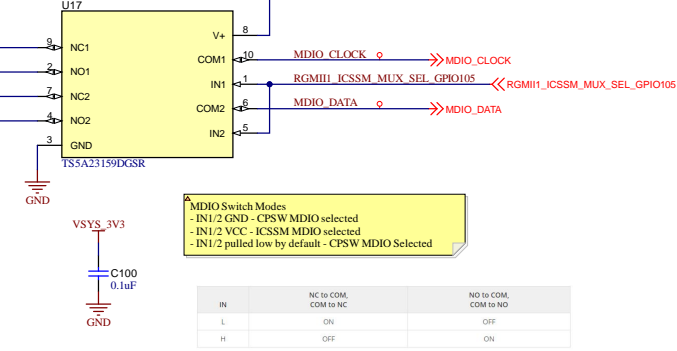 U17
V+
8
9
NC1
COM1
10
MDIO_CLOCK
MDIO_CLOCK
2
NO1
IN1
1
RGMII1_ICSSM_MUX_SEL_GPIO105
RGMII1_ICSSM_MUX_SEL_GPIO105
7
NC2
COM2
6
MDIO_DATA
MDIO_DATA
4
NO2
IN2
5
3
GND
TS5A23159DGSR
GND
MDIO Switch Modes
- IN1/2 GND - CPSW MDIO selected
- IN1/2 VCC - ICSSM MDIO selected
- IN1/2 pulled low by default - CPSW MDIO Selected
VSYS_3V3
C100
0.1uF
GND
IN
NC to COM,
COM to NC
NO to COM,
COM to NO
L
ON
OFF
H
OFF
ON